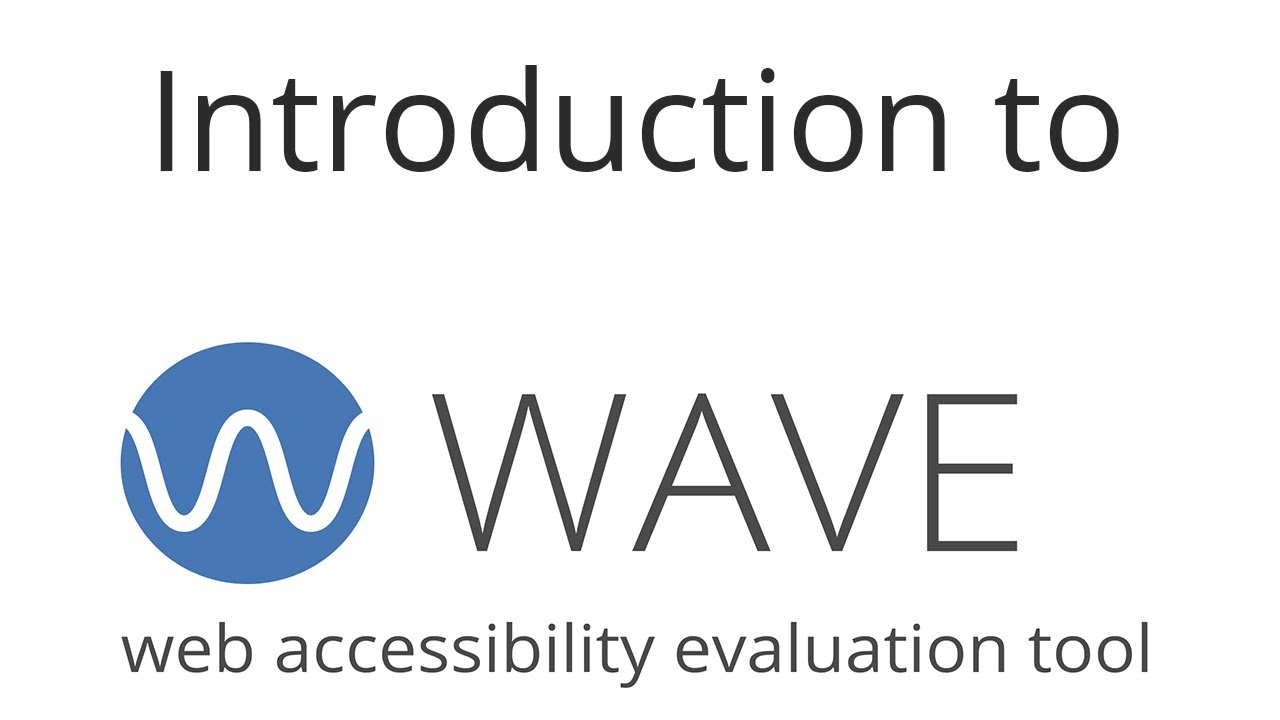 Introduction to
WAVE
web accessibility evaluation tool